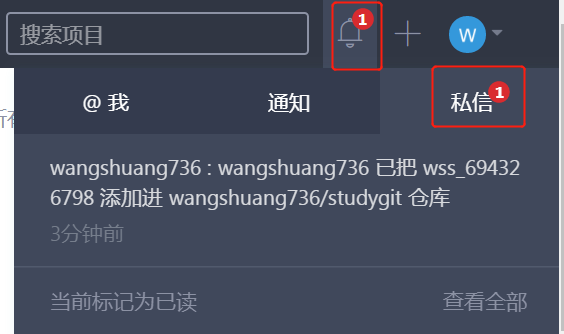 搜索项目
1
W
@ 我 通知 私信 1
所有
wangshuang736 : wangshuang736 已把 wss_69432
6798 添加进 wangshuang736/studygit 仓库
3分钟前
当前标记为已读 查看全部